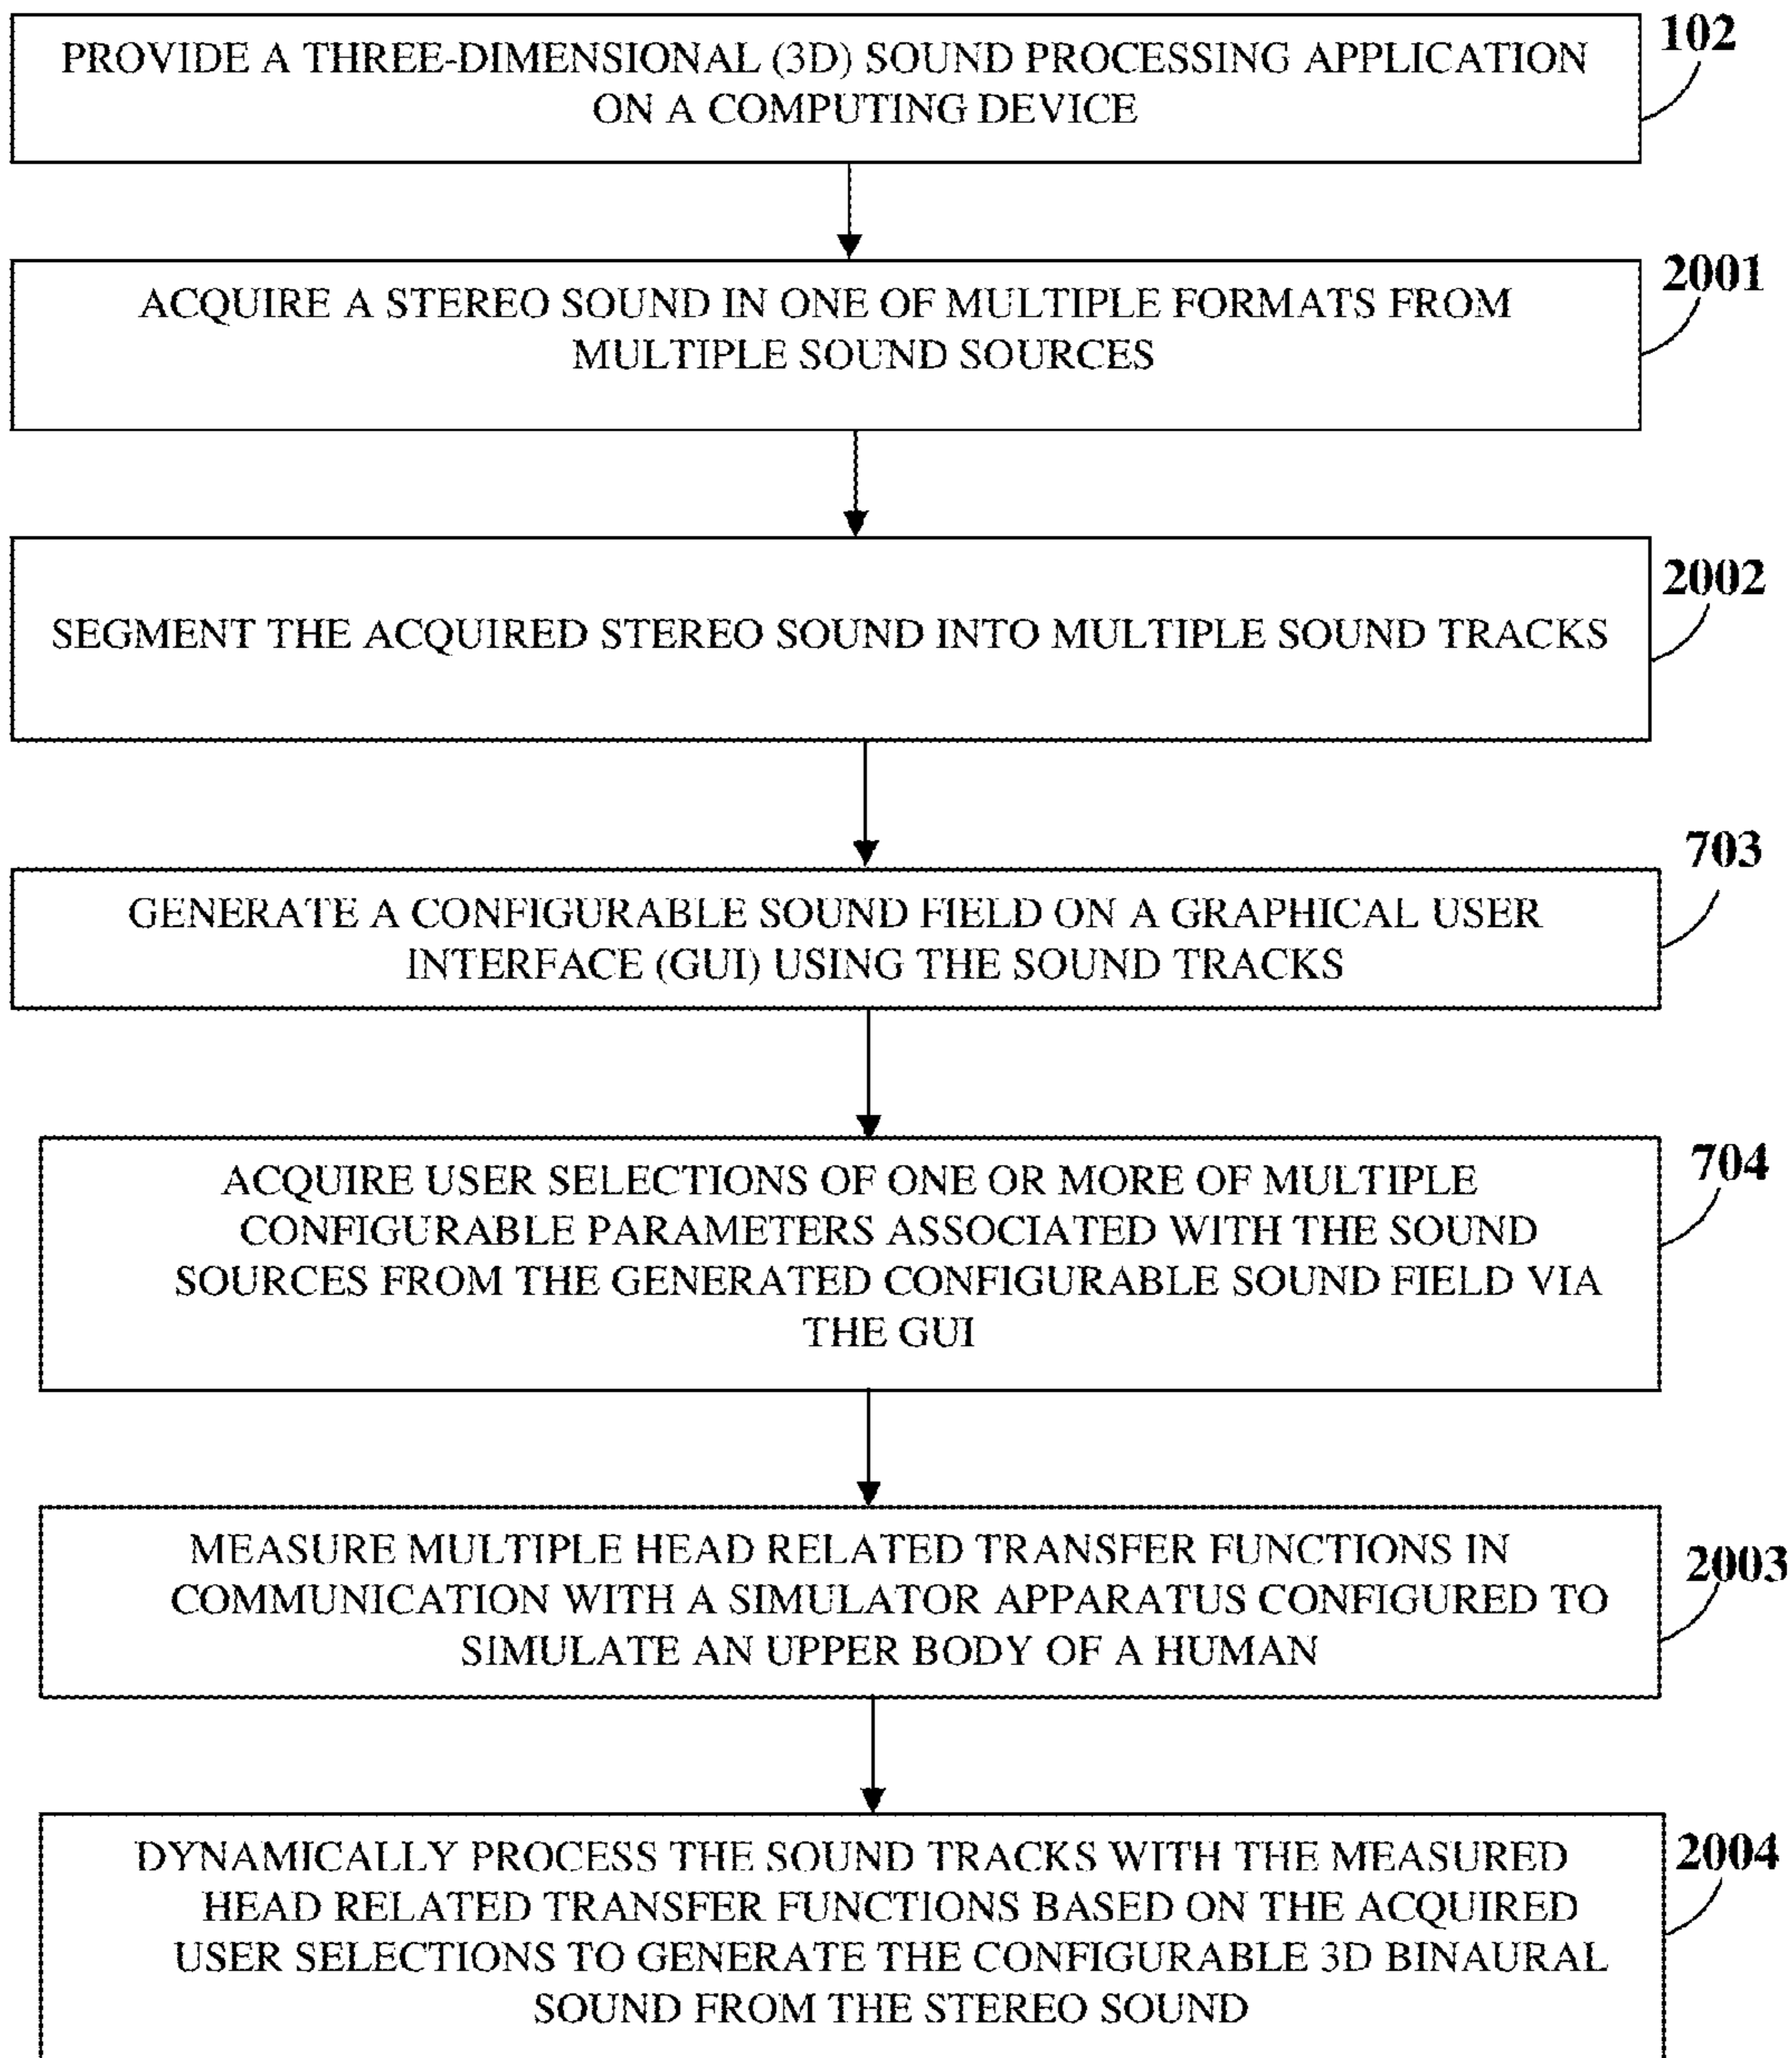 102
PROVIDE A THREE-DIMENSIONAL (3D) SOUND PROCESSING APPLICATION
ON A COMPUTING DEVICE
2001
ACQUIRE A STEREO SOUND IN ONE OF MULTIPLE FORMATS FROM
MULTIPLE SOUND SOURCES
2002
SEGMENT THE ACQUIRED STEREO SOUND INTO MULTIPLE SOUND TRACKS
703
GENERATE A CONFIGURABLE SOUND FIELD ON A GRAPHICAL USER
INTERFACE (GUI) USING THE SOUND TRACKS
704
ACQUIRE USER SELECTIONS OF ONE OR MORE OF MULTIPLE
CONFIGURABLE PARAMETERS ASSOCIATED WITH THE SOUND
SOURCES FROM THE GENERATED CONFIGURABLE SOUND FIELD VIA
THE GUI
2003
MEASURE MULTIPLE HEAD RELATED TRANSFER FUNCTIONS IN
COMMUNICATION WITH A SIMULATOR APPARATUS CONFIGURED TO
SIMULATE AN UPPER BODY OF A HUMAN
2004
DYNAMICALLY PROCESS THE SOUND TRACKS WITH THE MEASURED
HEAD RELATED TRANSFER FUNCTIONS BASED ON THE ACQUIRED
USER SELECTIONS TO GENERATE THE CONFIGURABLE 3D BINAURAL
SOUND FROM THE STEREO SOUND